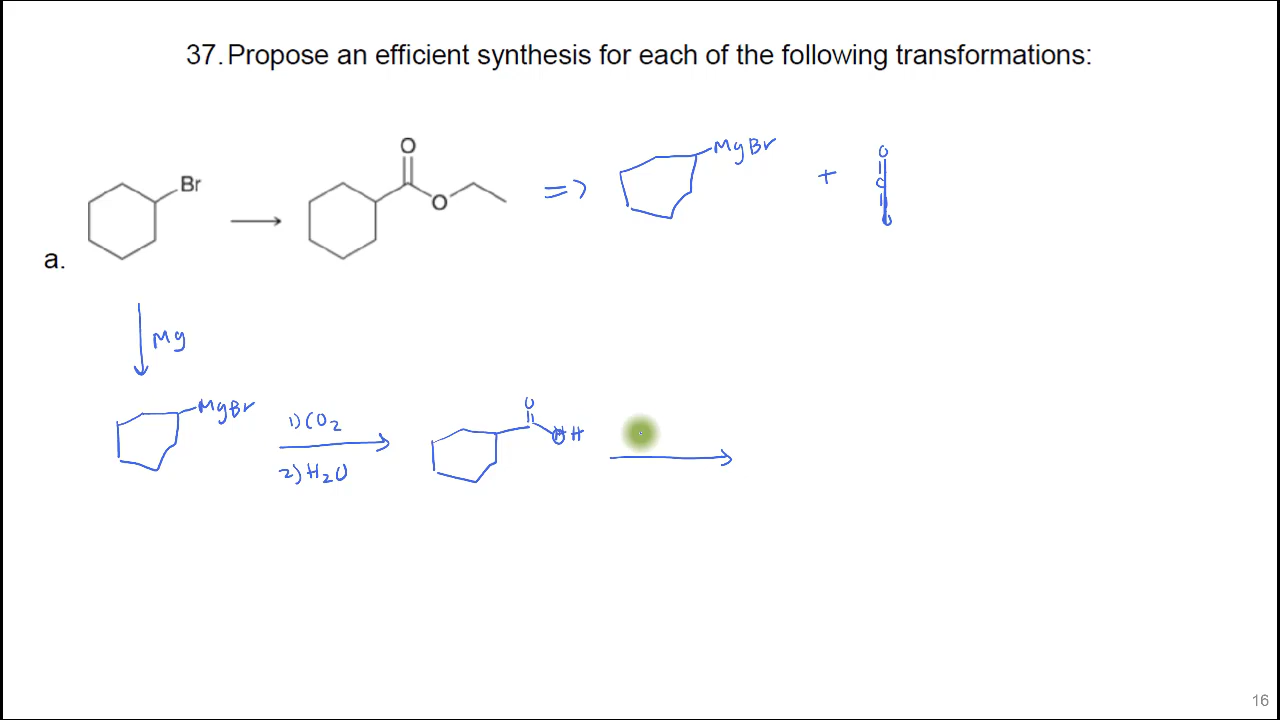 37. Propose an efficient synthesis for each of the following transformations:
Br
O
O
=>
MgBr
+
O
C
O
a.
Mg
MgBr
1) CO2
2) H2O
O
OH
16